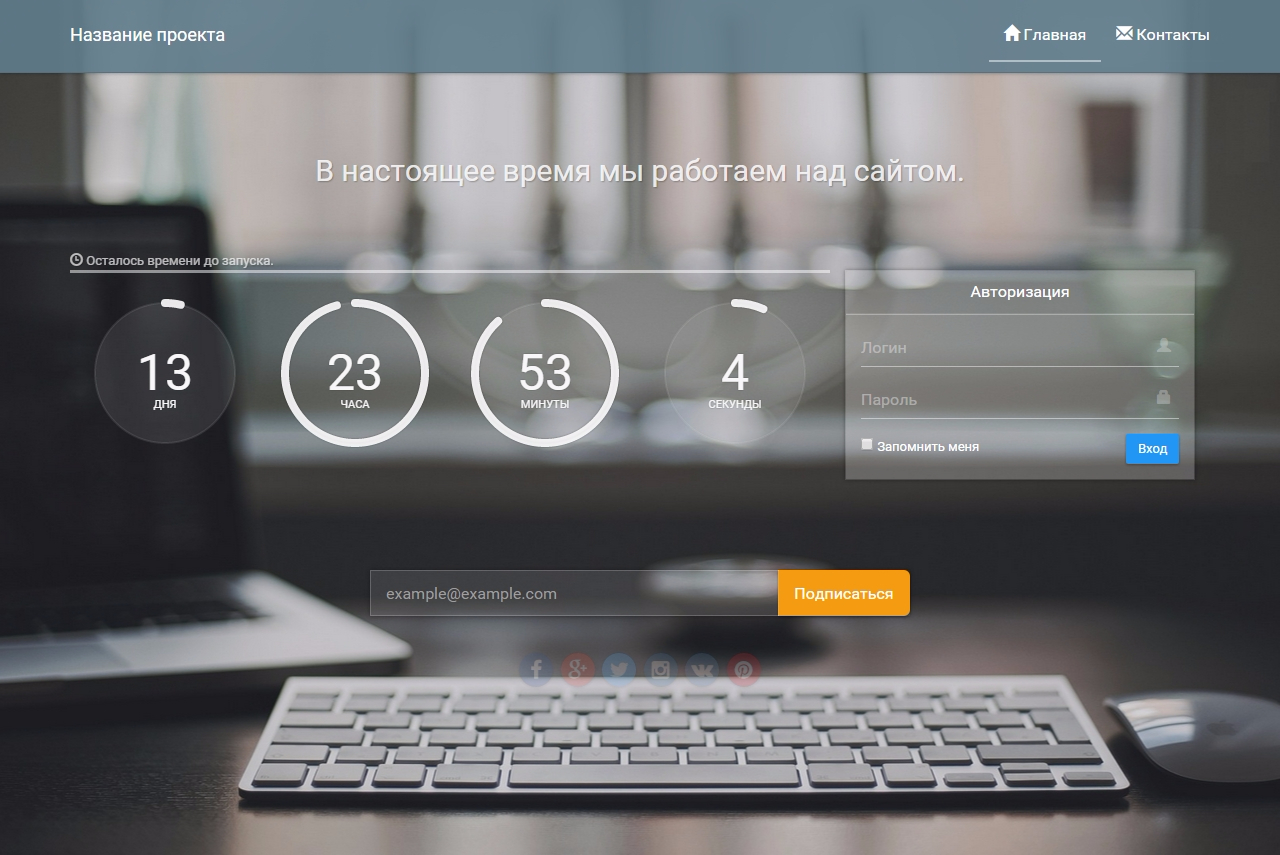 Название проекта
Главная
Контакты
В настоящее время мы работаем над сайтом.
Осталось времени до запуска.
13
ДНЯ
23
ЧАСА
53
МИНУТЫ
4
СЕКУНДЫ
Авторизация
Логин
Пароль
Запомнить меня
Вход
example@example.com
Подписаться